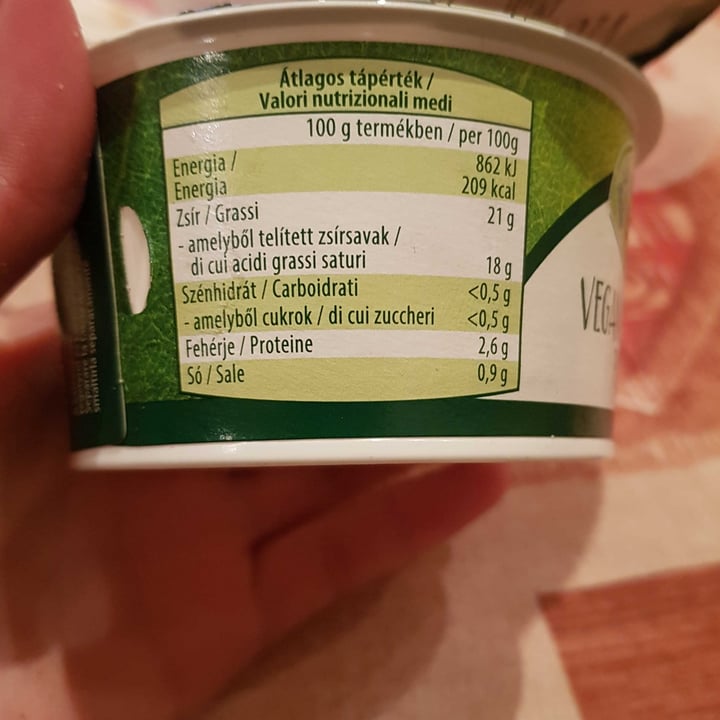 Átlagos tápérték /
Valori nutrizionali medi
100 g termékben / per 100g
Energia / 862 kJ
Energia 209 kcal
Zsír / Grassi 21 g
- amelyből telített zsírsavak /
di cui acidi grassi saturi 18 g
Szénhidrát / Carboidrati <0,5 g
- amelyből cukrok / di cui zuccheri <0,5 g
Fehérje / Proteine 2,6 g
Só / Sale 0,9 g